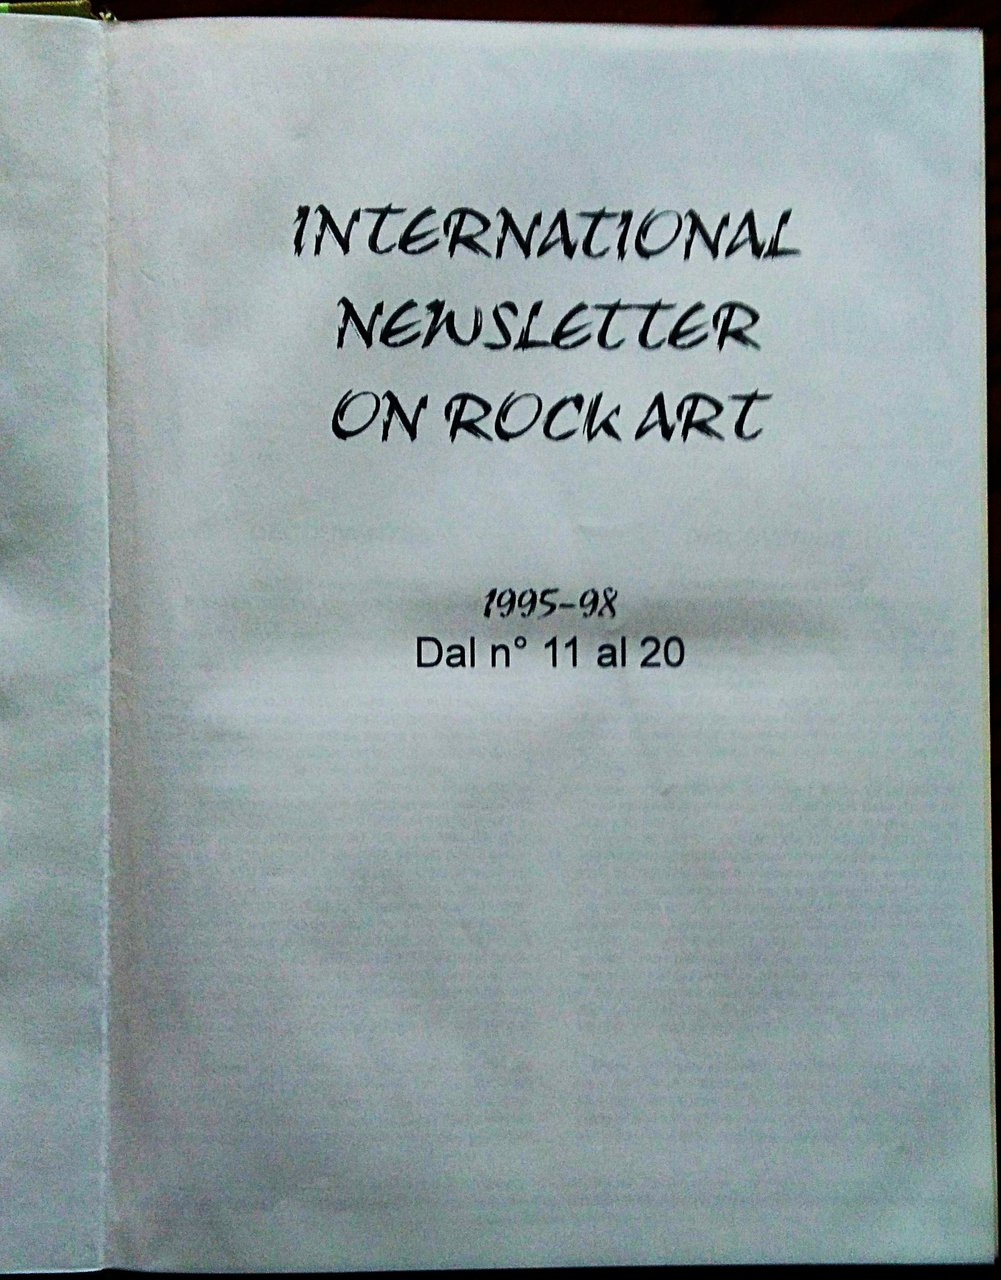 INTERNATIONAL
NEWSLETTER
ON ROCK ART
1995-98
Dal n° 11 al 20